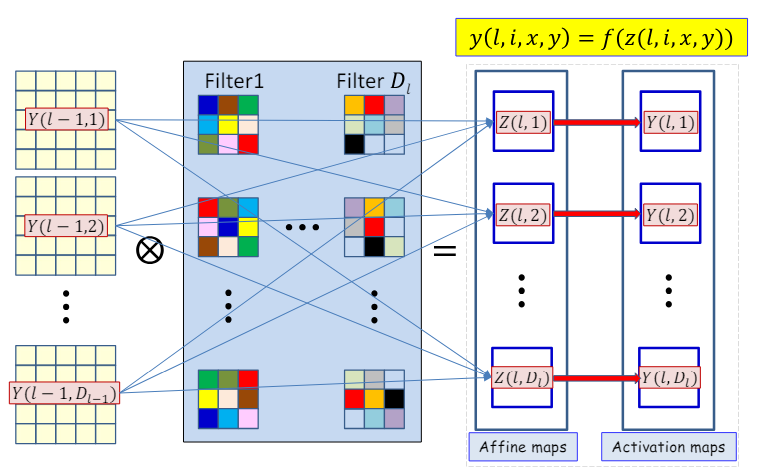 y(l, i, x, y) = f(z(l, i, x, y))
Filter1
Filter D_l
Y(l − 1,1)
Z(l, 1)
Y(l, 1)
Y(l − 1,2)
...
Z(l, 2)
Y(l, 2)
⊗
=
Y(l − 1, D_{l−1})
Z(l, D_l)
Y(l, D_l)
Affine maps
Activation maps